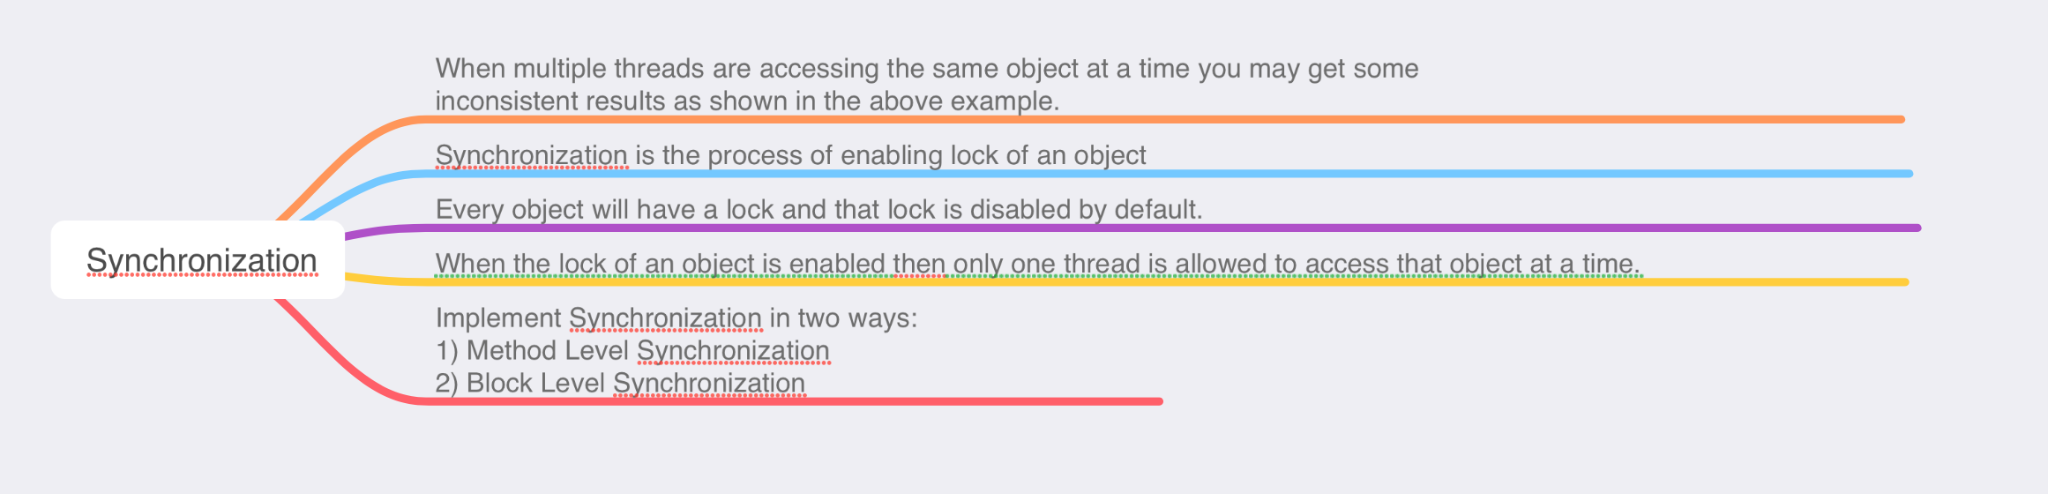 When multiple threads are accessing the same object at a time you may get some
inconsistent results as shown in the above example.
Synchronization is the process of enabling lock of an object
Every object will have a lock and that lock is disabled by default.
Synchronization
When the lock of an object is enabled then only one thread is allowed to access that object at a time.
Implement Synchronization in two ways:
1) Method Level Synchronization
2) Block Level Synchronization